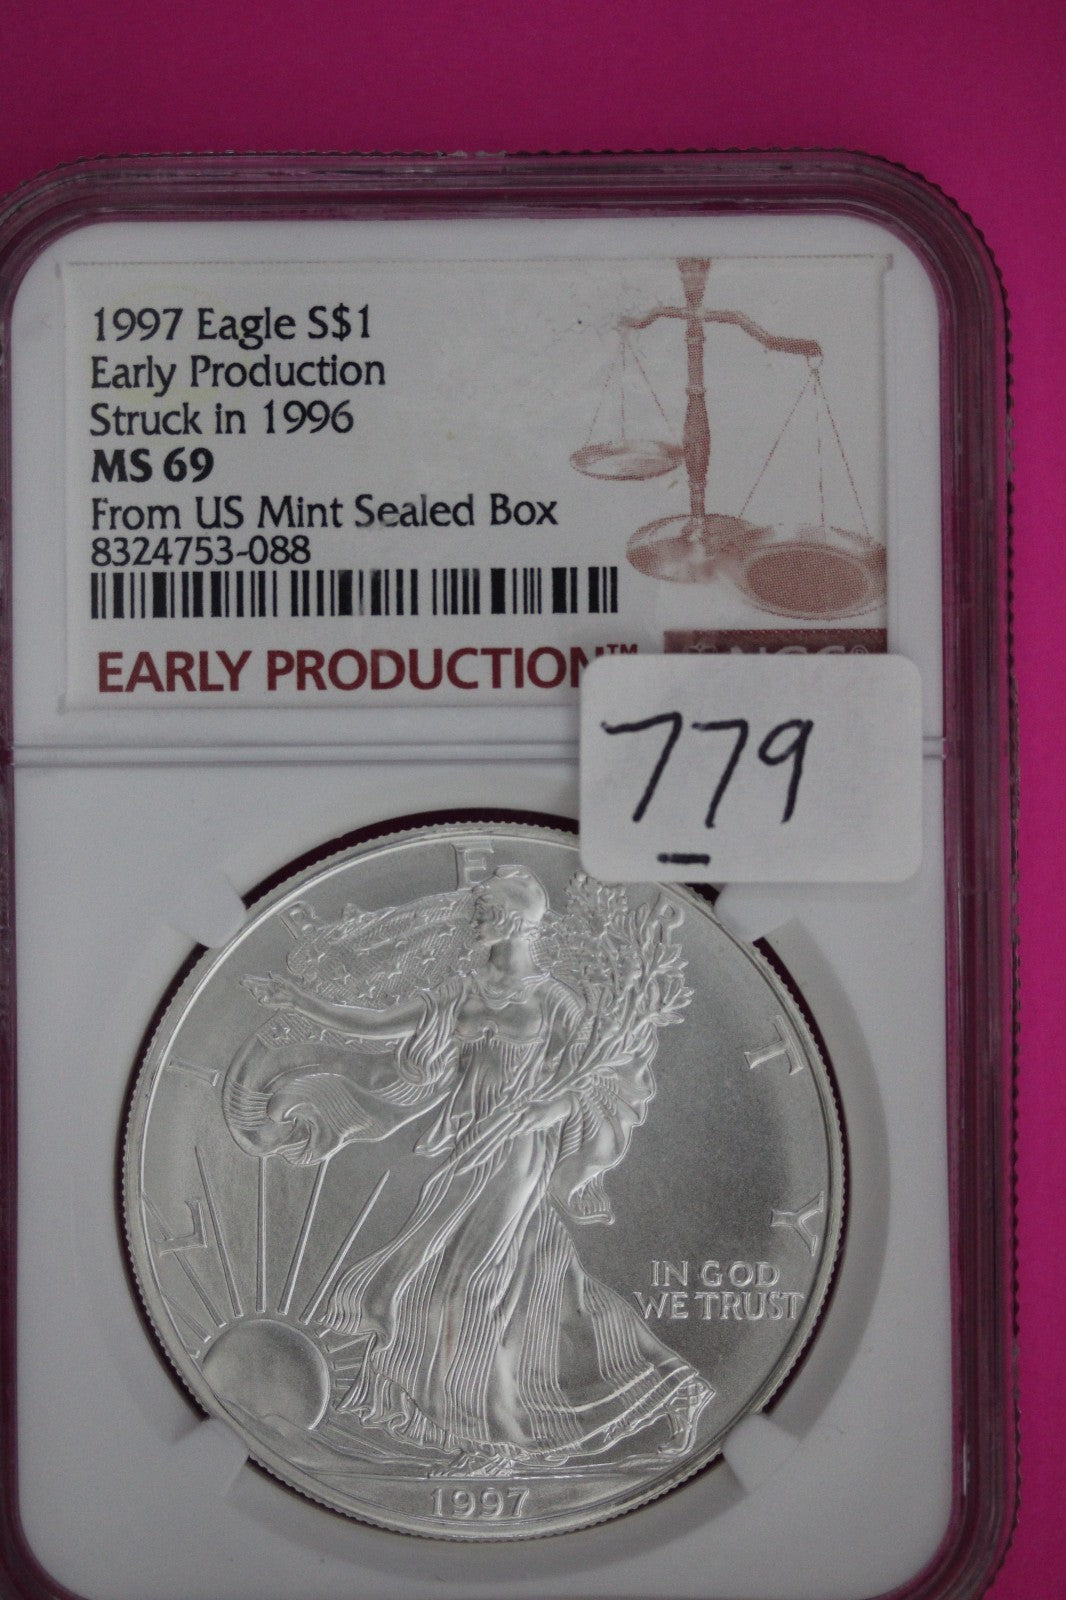 1997 Eagle S$1
Early Production
Struck in 1996
MS 69
From US Mint Sealed Box
8324753-088
EARLY PRODUCTION™
NGC®
779
LIBERTY
IN GOD
WE TRUST
1997